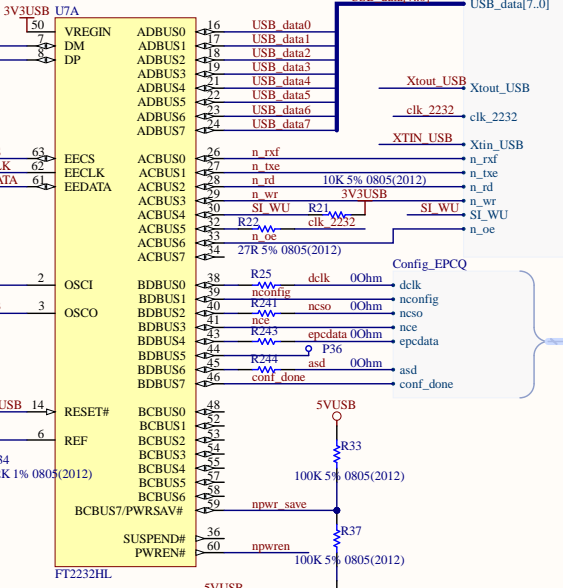 3V3USB U7A
USB_data[7..0]
50 VREGIN ADBUS0 16 USB_data0
7 DM ADBUS1 17 USB_data1
8 DP ADBUS2 18 USB_data2
ADBUS3 19 USB_data3
ADBUS4 21 USB_data4 Xtout_USB Xtout_USB
ADBUS5 22 USB_data5
ADBUS6 23 USB_data6 clk_2232 clk_2232
ADBUS7 24 USB_data7
XTIN_USB Xtin_USB
63 EECS ACBUS0 26 n_rxf n_rxf
LK 62 EECLK ACBUS1 27 n_txe n_txe
ATA 61 EEDATA ACBUS2 28 n_rd 10K 5% 0805(2012) n_rd
ACBUS3 29 n_wr 3V3USB n_wr
ACBUS4 30 SI_WU R21 SI_WU SI_WU
ACBUS5 32 R22 clk_2232
ACBUS6 33 n_oe n_oe
ACBUS7 34 27R 5% 0805(2012)
Config_EPCQ
2 OSCI BDBUS0 38 R25 dclk 0Ohm dclk
BDBUS1 39 nconfig nconfig
3 OSCO BDBUS2 40 R241 ncso 0Ohm ncso
BDBUS3 41 nce nce
BDBUS4 43 R243 epcdata 0Ohm epcdata
BDBUS5 44 P36
BDBUS6 45 R244 asd 0Ohm asd
BDBUS7 46 conf_done conf_done
USB 14 RESET# BCBUS0 48 5VUSB
BCBUS1 52
6 REF BCBUS2 53 R33
BCBUS3 54
34 BCBUS4 55
2K 1% 0805(2012) BCBUS5 57 100K 5% 0805(2012)
BCBUS6 58
BCBUS7/PWRSAV# 59 npwr_save
SUSPEND# 36 R37
PWREN# 60 npwren
100K 5% 0805(2012)
FT2232HL
5VUSB